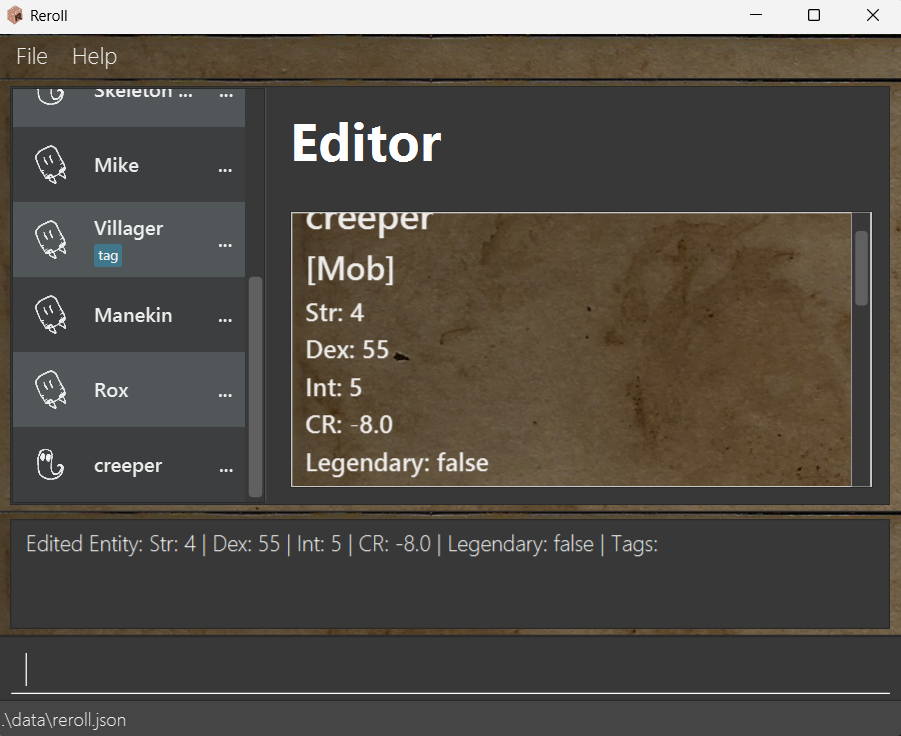 Reroll
File Help
Skeleton ... ...
Mike ...
Villager ...
tag
Manekin ...
Rox ...
creeper ...
Editor
creeper
[Mob]
Str: 4
Dex: 55
Int: 5
CR: -8.0
Legendary: false
Edited Entity: Str: 4 | Dex: 55 | Int: 5 | CR: -8.0 | Legendary: false | Tags:
.\data\reroll.json